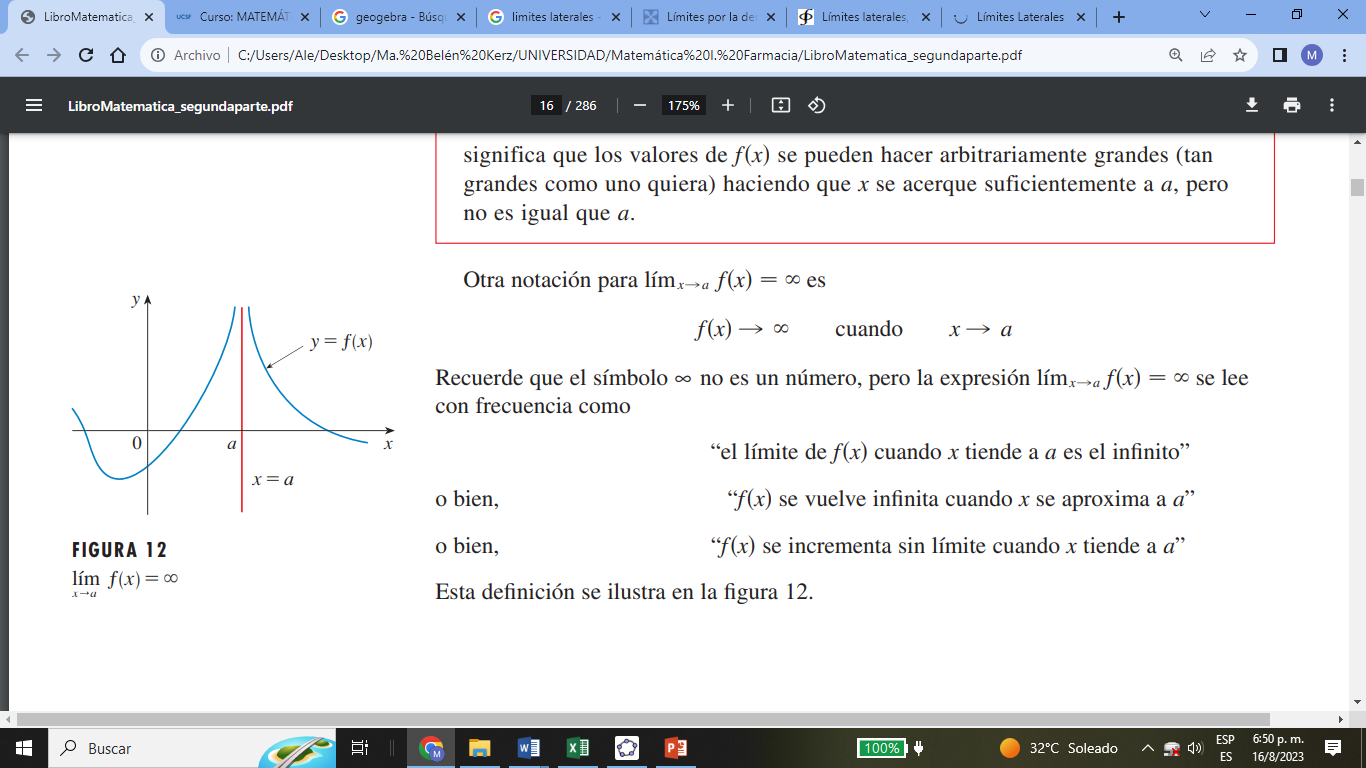 LibroMatematica_
Curso: MATEMÁT
geogebra - Búsqu
limites laterales -
Límites por la der
Límites laterales,
Límites Laterales
Archivo
C:/Users/Ale/Desktop/Ma.%20Belén%20Kerz/UNIVERSIDAD/Matemática%20I.%20Farmacia/LibroMatematica_segundaparte.pdf
M
LibroMatematica_segundaparte.pdf
16 / 286
175%
significa que los valores de f(x) se pueden hacer arbitrariamente grandes (tan
grandes como uno quiera) haciendo que x se acerque suficientemente a a, pero
no es igual que a.
Otra notación para lím x→a f(x) = ∞ es
f(x) → ∞ cuando x → a
Recuerde que el símbolo ∞ no es un número, pero la expresión lím x→a f(x) = ∞ se lee
con frecuencia como
“el límite de f(x) cuando x tiende a a es el infinito”
o bien, “f(x) se vuelve infinita cuando x se aproxima a a”
o bien, “f(x) se incrementa sin límite cuando x tiende a a”
Esta definición se ilustra en la figura 12.
y
y = f(x)
0
a
x
x = a
FIGURA 12
lím f(x) = ∞
x→a
Buscar
100%
32°C Soleado
ESP
ES
6:50 p. m.
16/8/2023